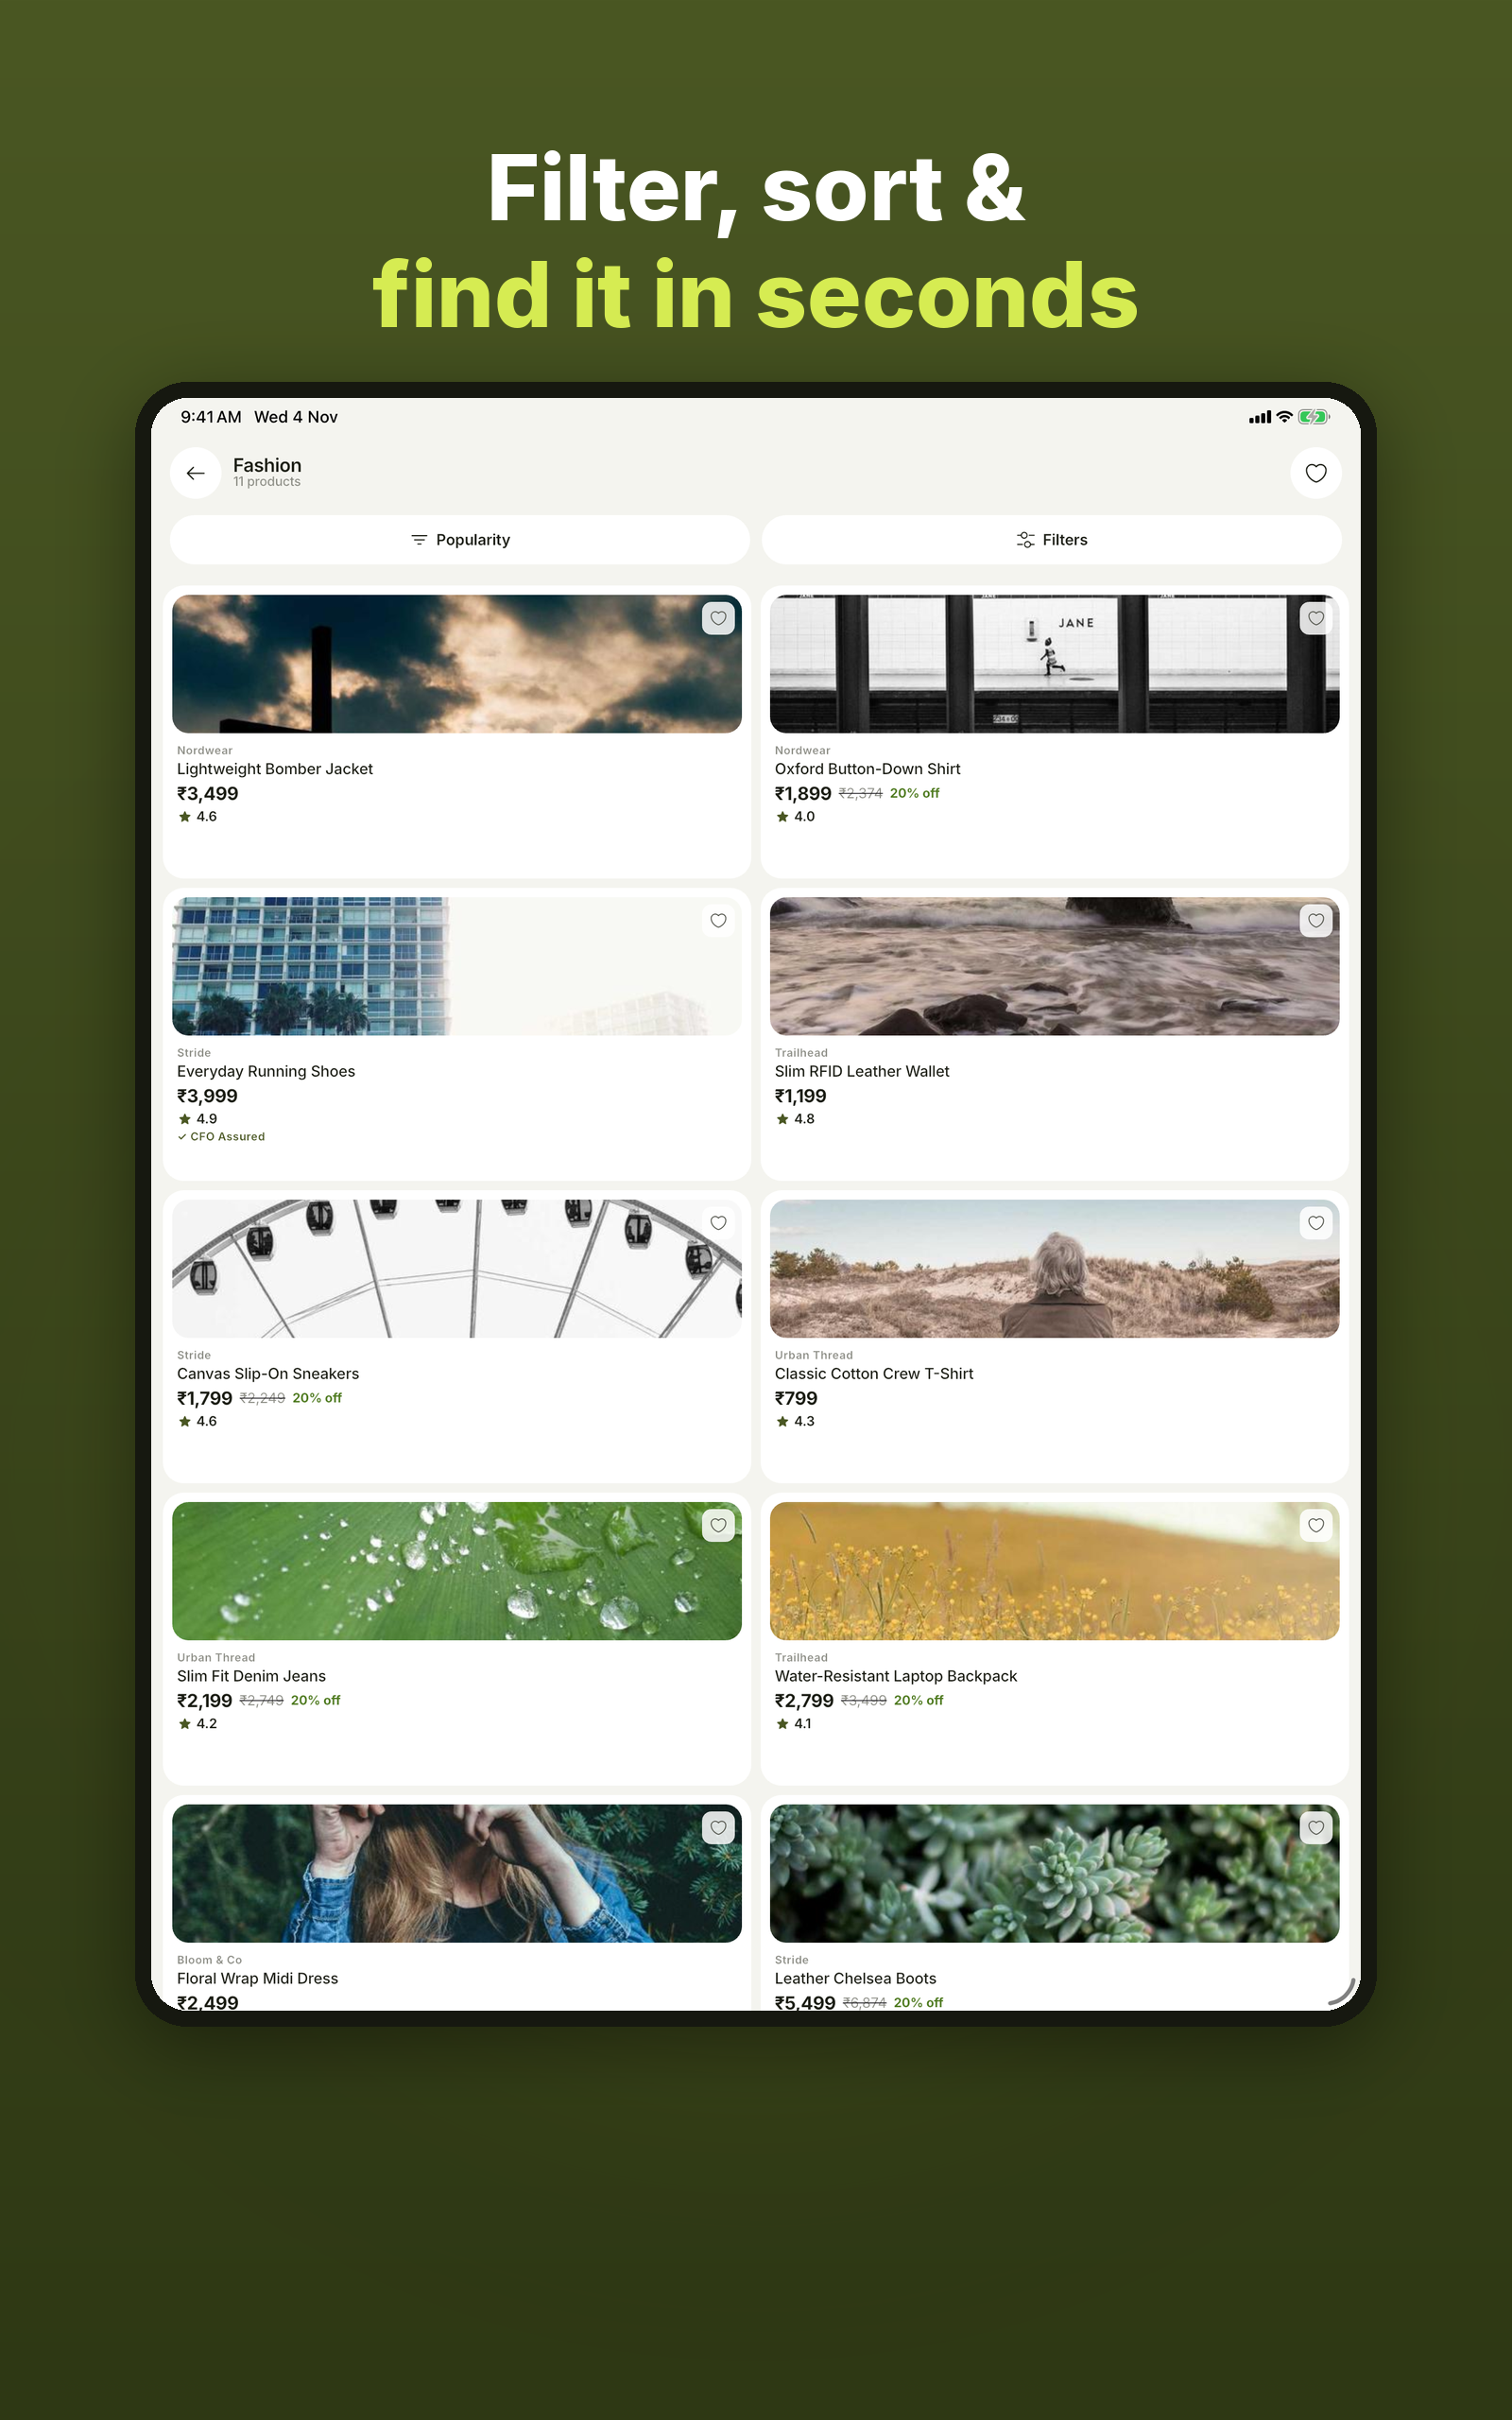 Filter, sort &
find it in seconds
9:41 AM Wed 4 Nov
Fashion
11 products
Popularity
Filters
JANE
Nordwear
Lightweight Bomber Jacket
₹3,499
4.6
Nordwear
Oxford Button-Down Shirt
₹1,899 ₹2,374 20% off
4.0
Stride
Everyday Running Shoes
₹3,999
4.9
✓ CFO Assured
Trailhead
Slim RFID Leather Wallet
₹1,199
4.8
Stride
Canvas Slip-On Sneakers
₹1,799 ₹2,249 20% off
4.6
Urban Thread
Classic Cotton Crew T-Shirt
₹799
4.3
Urban Thread
Slim Fit Denim Jeans
₹2,199 ₹2,749 20% off
4.2
Trailhead
Water-Resistant Laptop Backpack
₹2,799 ₹3,499 20% off
4.1
Bloom & Co
Floral Wrap Midi Dress
₹2,499
Stride
Leather Chelsea Boots
₹5,499 ₹6,874 20% off